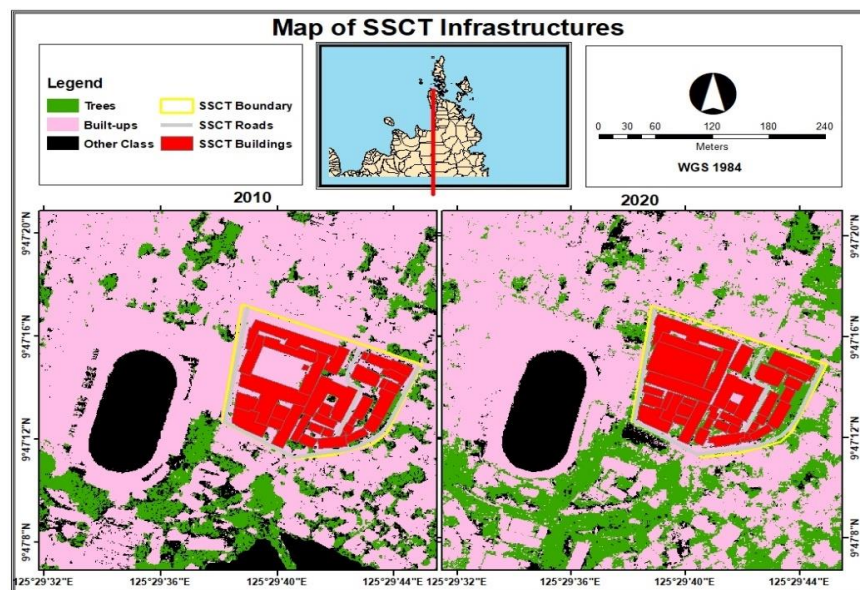 Map of SSCT Infrastructures
Legend
Trees
Built-ups
Other Class
SSCT Boundary
SSCT Roads
SSCT Buildings
0 30 60 120 180 240
Meters
WGS 1984
2010
2020
9°47'20"N
9°47'16"N
9°47'12"N
9°47'8"N
9°47'20"N
9°47'16"N
9°47'12"N
9°47'8"N
125°29'32"E 125°29'36"E 125°29'40"E 125°29'44"E
125°29'32"E 125°29'36"E 125°29'40"E 125°29'44"E